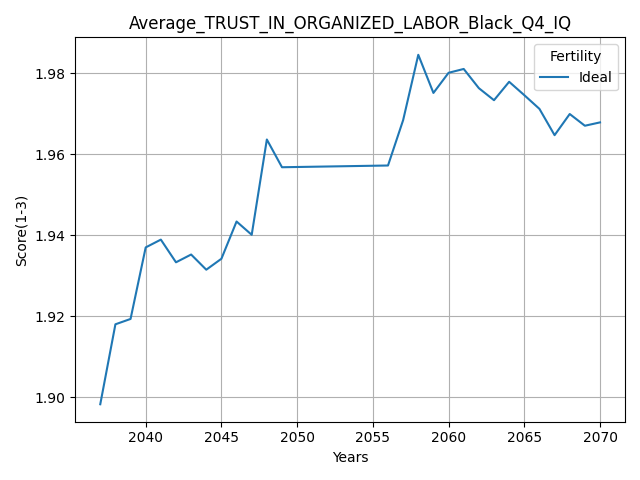 Average_TRUST_IN_ORGANIZED_LABOR_Black_Q4_IQ
Fertility
Ideal
Score(1-3)
1.98
1.96
1.94
1.92
1.90
2040 2045 2050 2055 2060 2065 2070
Years